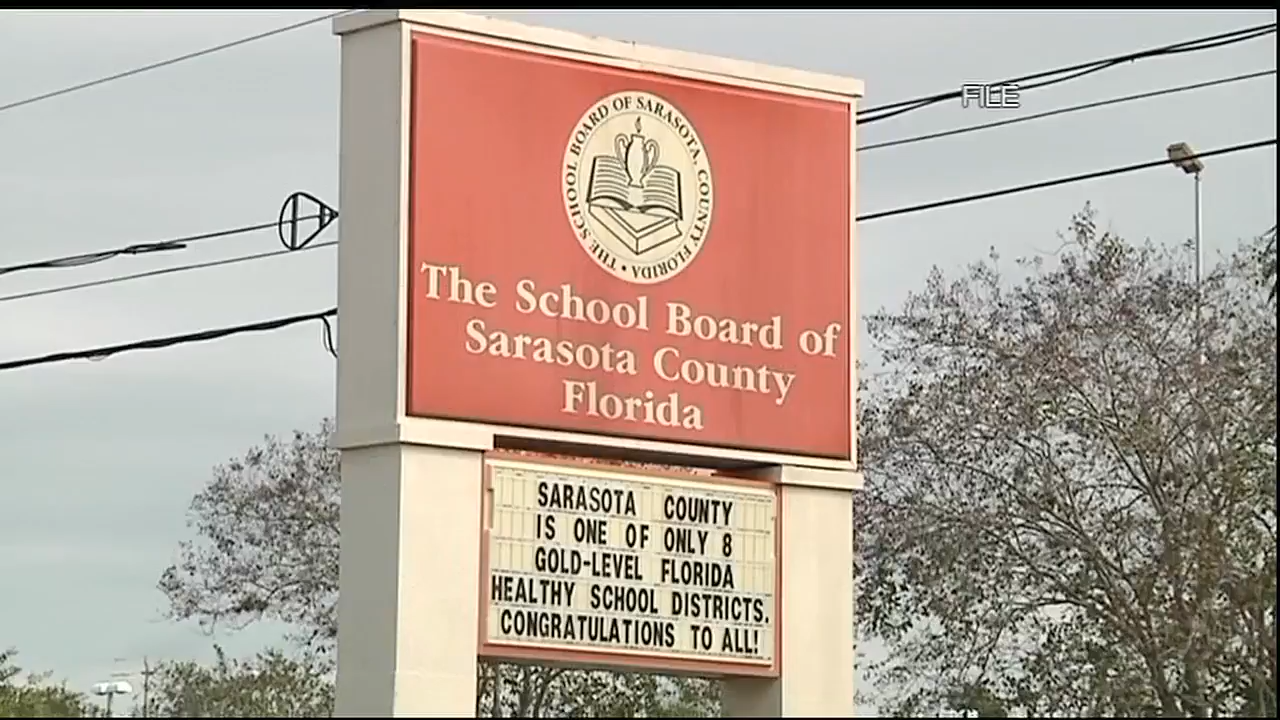 FILE
THE SCHOOL BOARD OF SARASOTA, COUNTY FLORIDA •
The School Board of
Sarasota County
Florida
SARASOTA COUNTY
IS ONE OF ONLY 8
GOLD-LEVEL FLORIDA
HEALTHY SCHOOL DISTRICTS.
CONGRATULATIONS TO ALL!